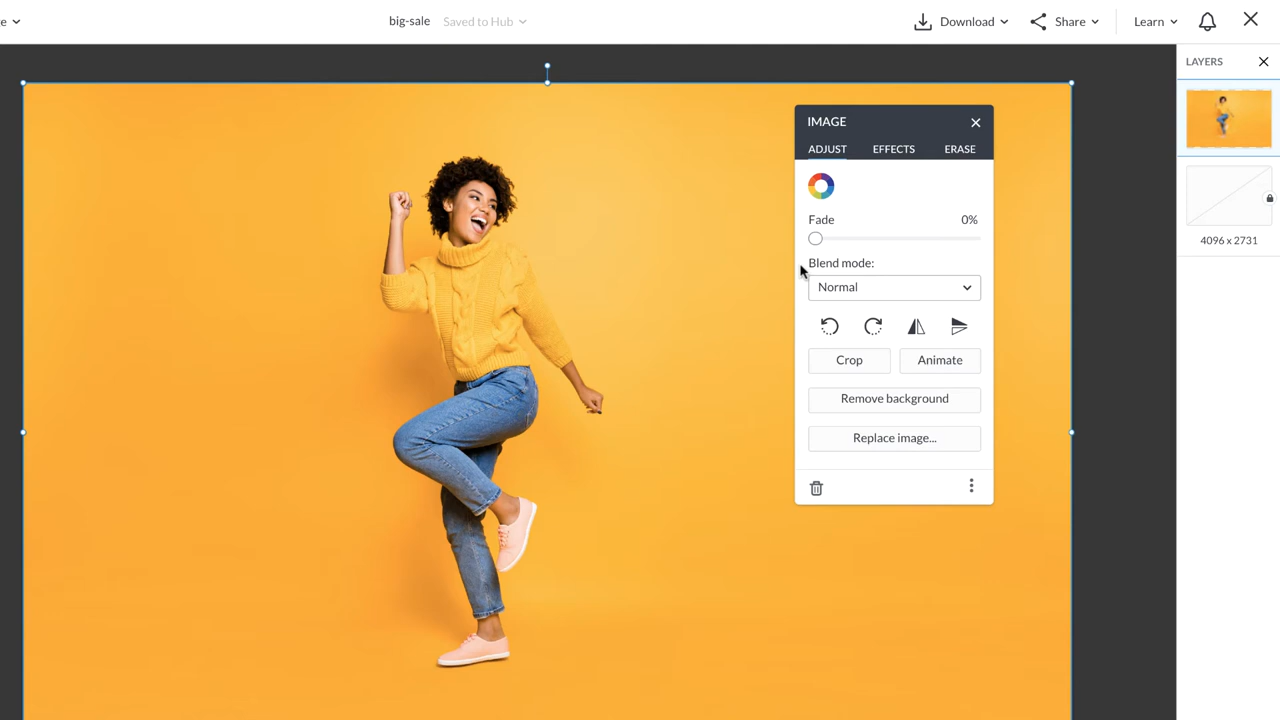 e
big-sale Saved to Hub
Download
Share
Learn
LAYERS
IMAGE
ADJUST EFFECTS ERASE
Fade 0%
Blend mode:
Normal
Crop Animate
Remove background
Replace image...
4096 x 2731